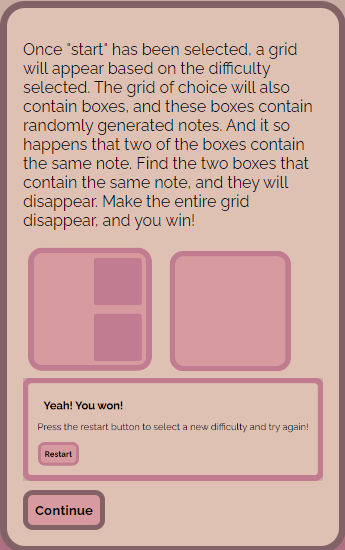 Once "start" has been selected, a grid
will appear based on the difficulty
selected. The grid of choice will also
contain boxes, and these boxes contain
randomly generated notes. And it so
happens that two of the boxes contain
the same note. Find the two boxes that
contain the same note, and they will
disappear. Make the entire grid
disappear, and you win!
Yeah! You won!
Press the restart button to select a new difficulty and try again!
Restart
Continue